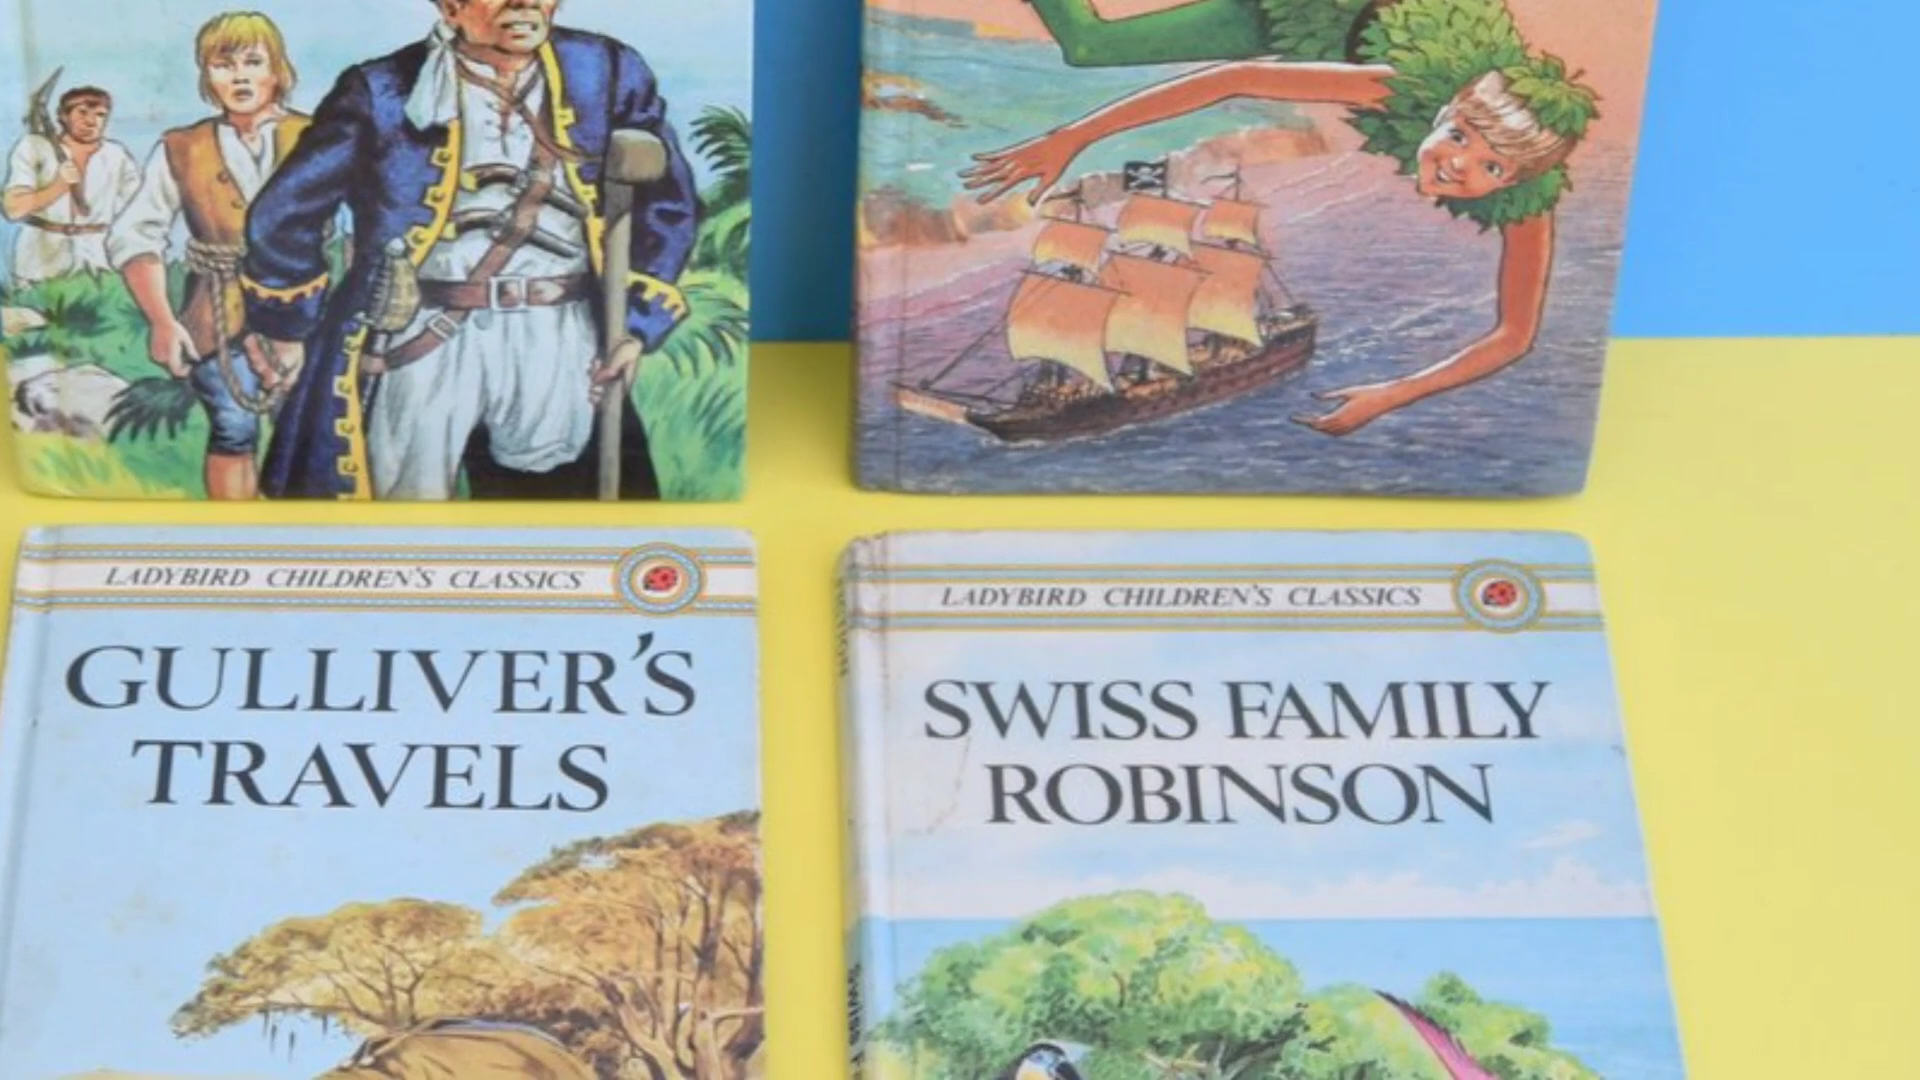 LADYBIRD CHILDREN'S CLASSICS
GULLIVER'S
TRAVELS
LADYBIRD CHILDREN'S CLASSICS
SWISS FAMILY
ROBINSON